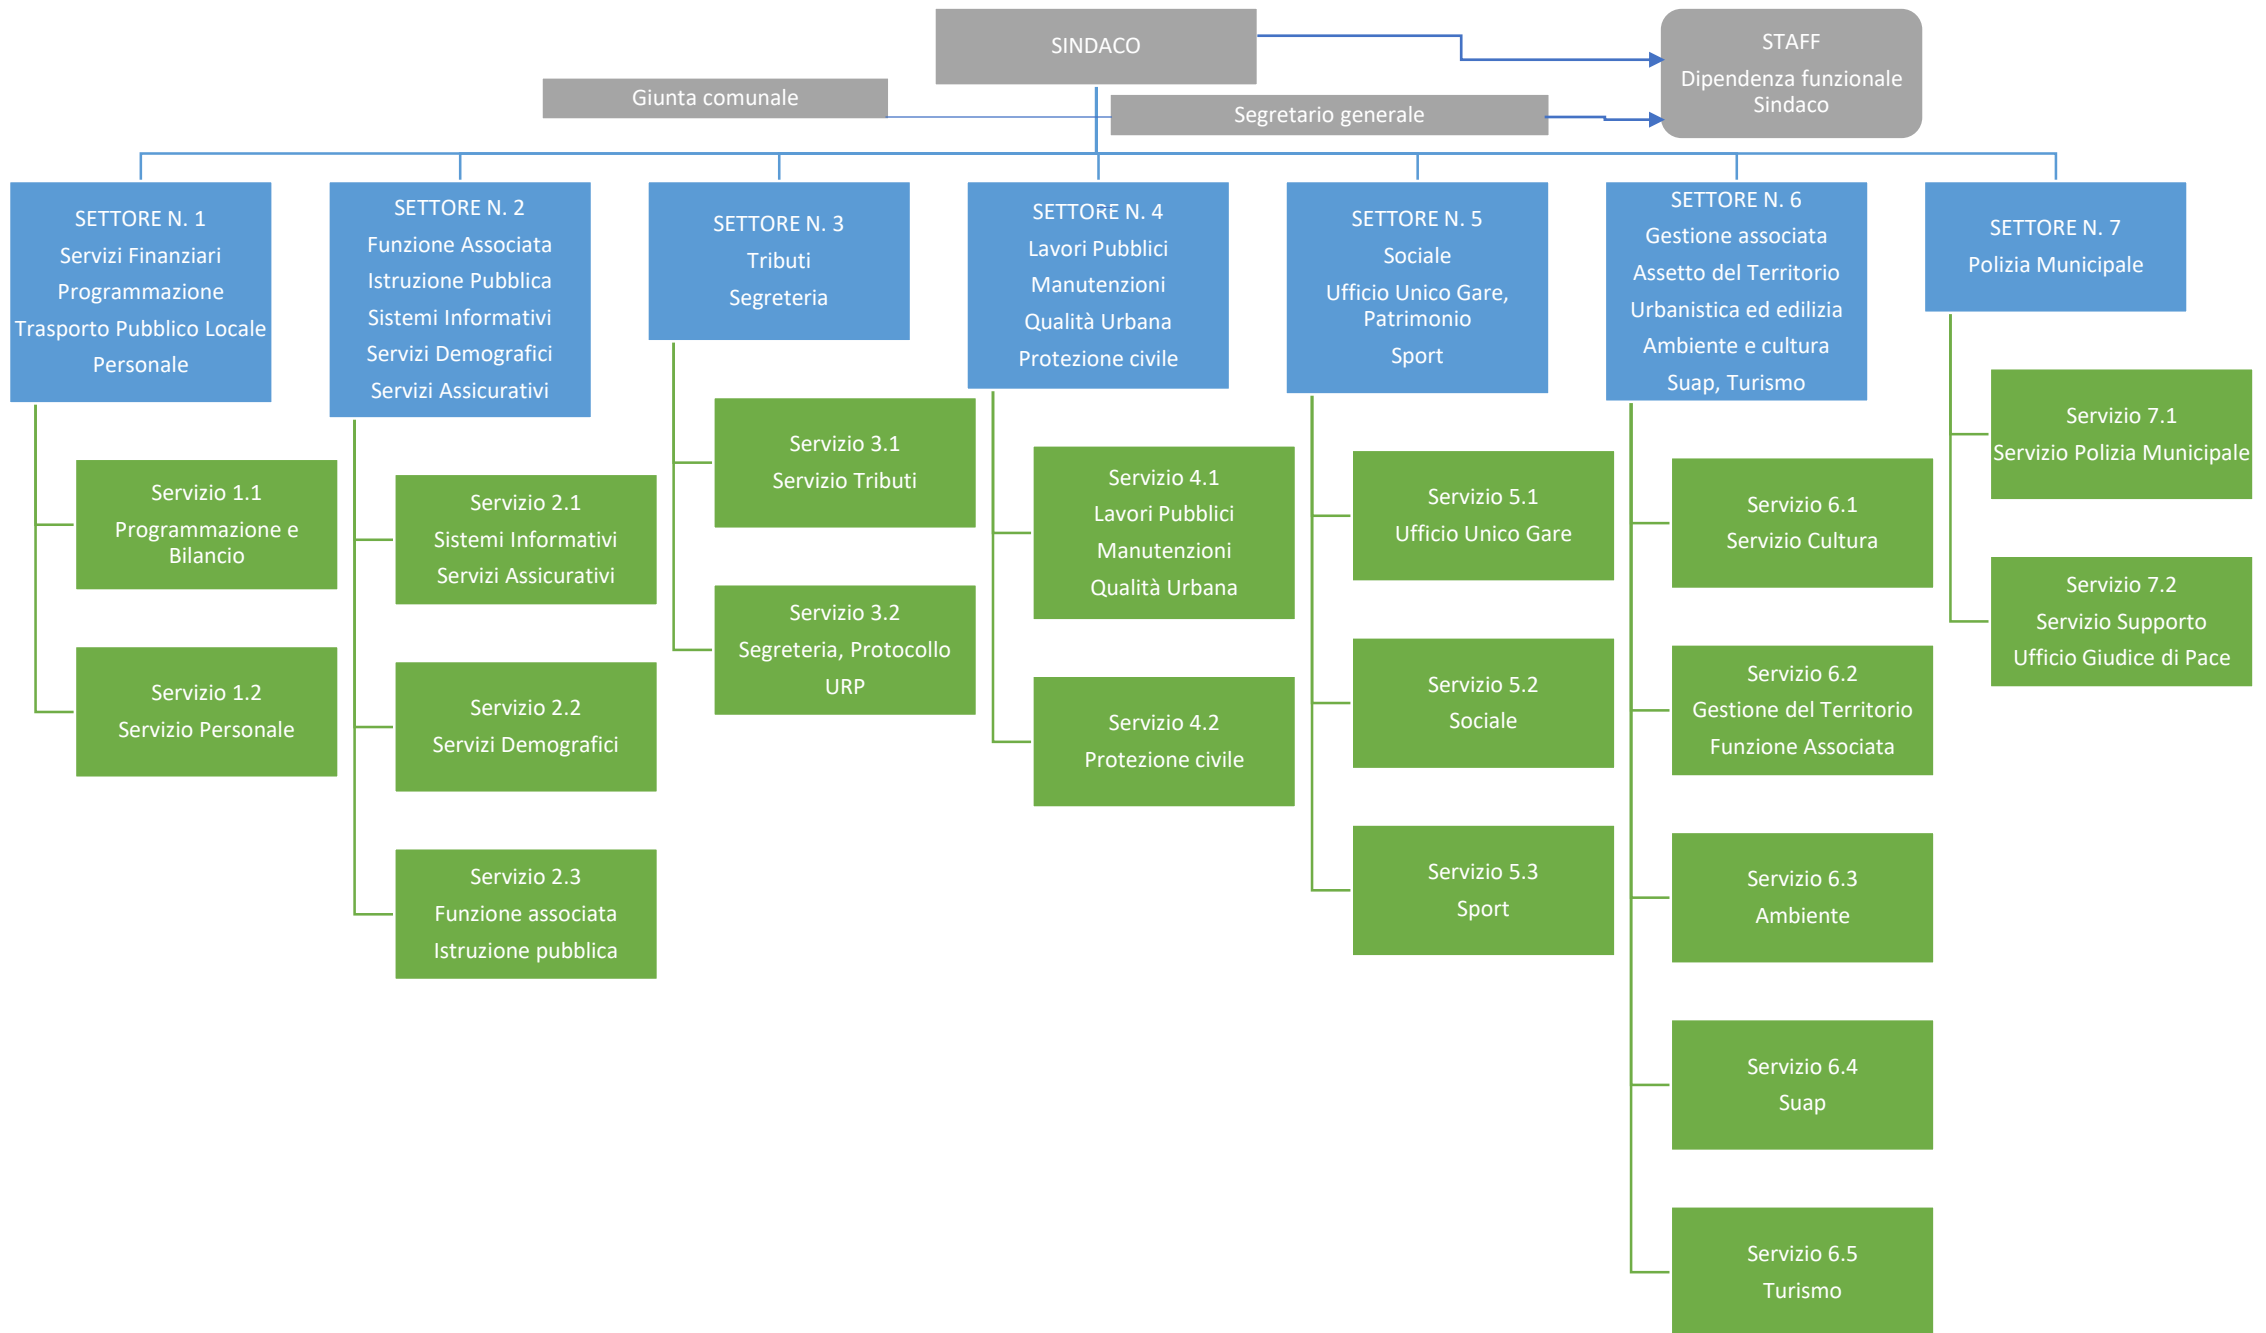 SINDACO
STAFF
Dipendenza funzionale
Sindaco
Giunta comunale
Segretario generale
SETTORE N. 1
Servizi Finanziari
Programmazione
Trasporto Pubblico Locale
Personale
SETTORE N. 2
Funzione Associata
Istruzione Pubblica
Sistemi Informativi
Servizi Demografici
Servizi Assicurativi
SETTORE N. 3
Tributi
Segreteria
SETTORE N. 4
Lavori Pubblici
Manutenzioni
Qualità Urbana
Protezione civile
SETTORE N. 5
Sociale
Ufficio Unico Gare,
Patrimonio
Sport
SETTORE N. 6
Gestione associata
Assetto del Territorio
Urbanistica ed edilizia
Ambiente e cultura
Suap, Turismo
SETTORE N. 7
Polizia Municipale
Servizio 1.1
Programmazione e
Bilancio
Servizio 1.2
Servizio Personale
Servizio 2.1
Sistemi Informativi
Servizi Assicurativi
Servizio 2.2
Servizi Demografici
Servizio 2.3
Funzione associata
Istruzione pubblica
Servizio 3.1
Servizio Tributi
Servizio 3.2
Segreteria, Protocollo
URP
Servizio 4.1
Lavori Pubblici
Manutenzioni
Qualità Urbana
Servizio 4.2
Protezione civile
Servizio 5.1
Ufficio Unico Gare
Servizio 5.2
Sociale
Servizio 5.3
Sport
Servizio 6.1
Servizio Cultura
Servizio 6.2
Gestione del Territorio
Funzione Associata
Servizio 6.3
Ambiente
Servizio 6.4
Suap
Servizio 6.5
Turismo
Servizio 7.1
Servizio Polizia Municipale
Servizio 7.2
Servizio Supporto
Ufficio Giudice di Pace